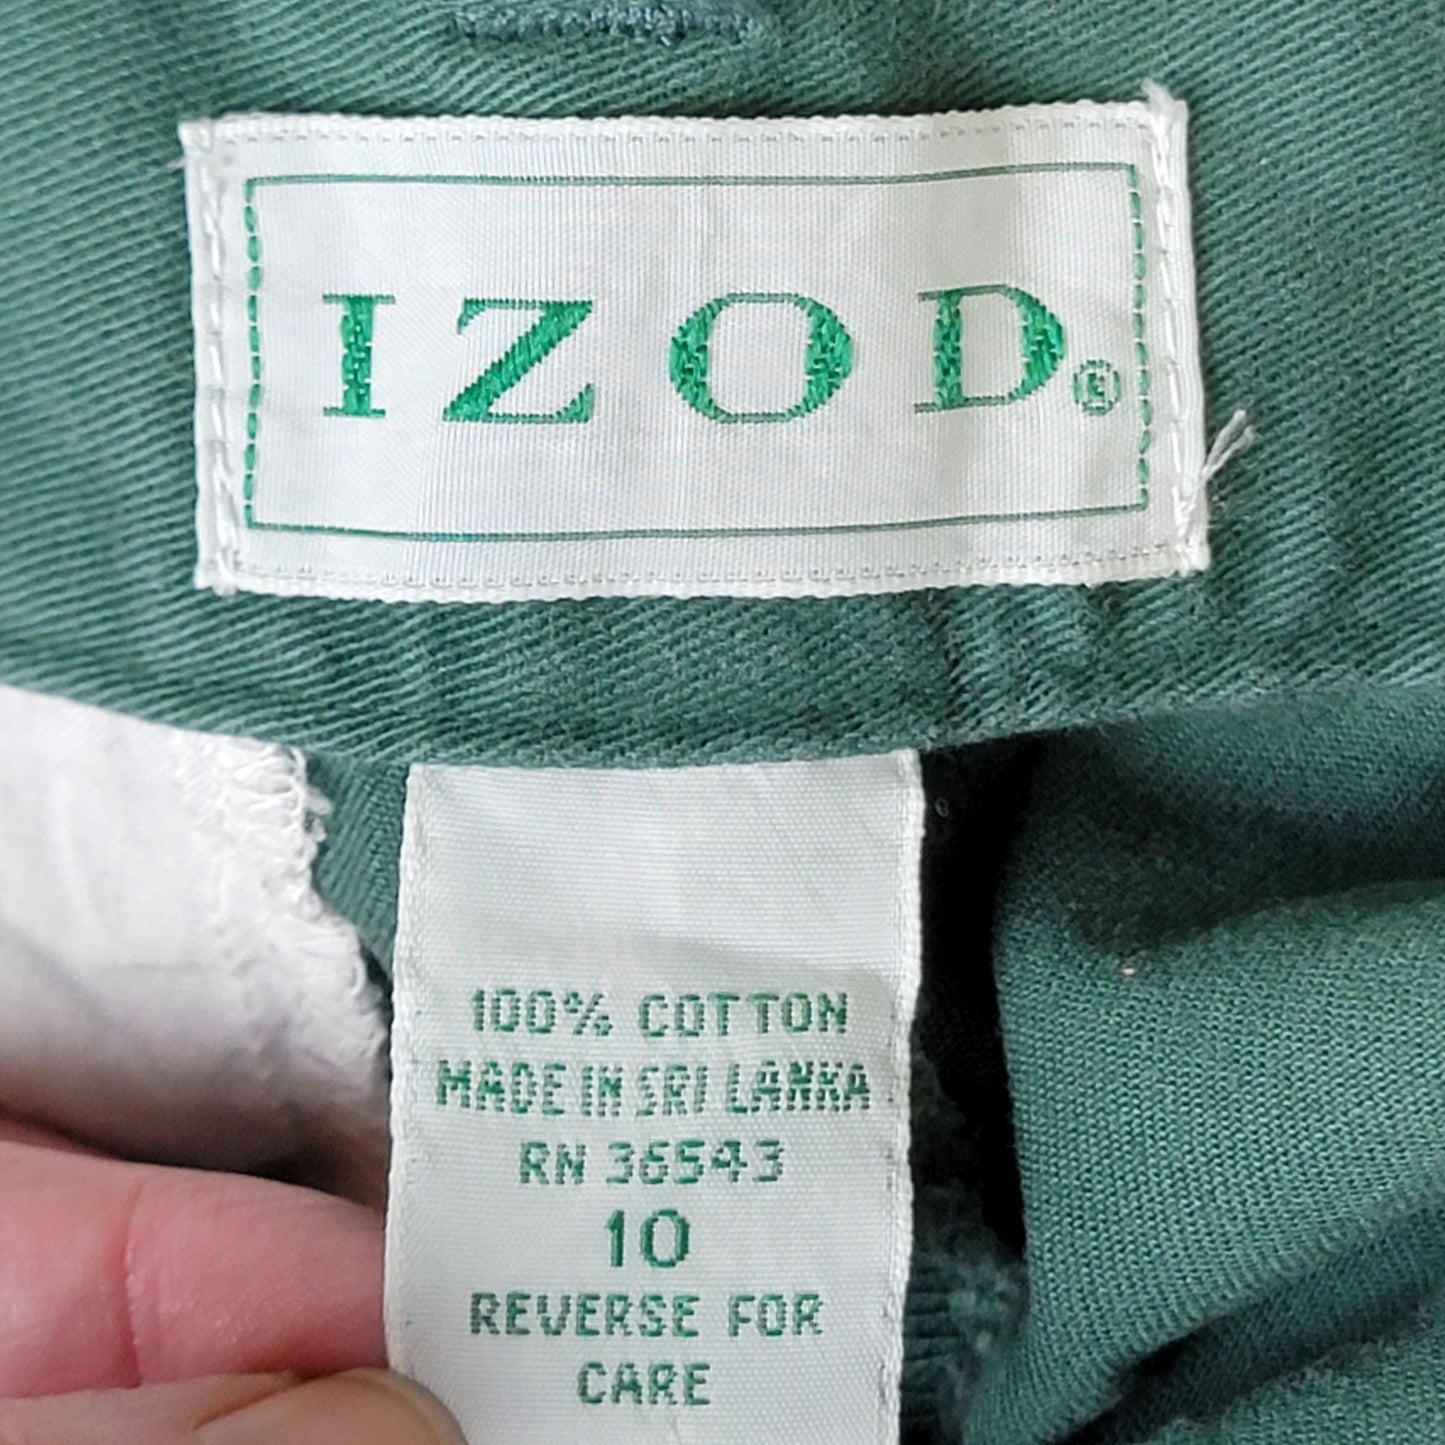 IZOD®
100% COTTON
MADE IN SRI LANKA
RN 36543
10
REVERSE FOR
CARE